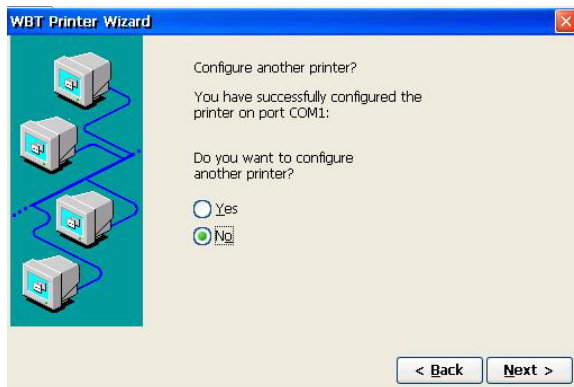 WBT Printer Wizard
Configure another printer?
You have successfully configured the
printer on port COM1:
Do you want to configure
another printer?
Yes
No
< Back
Next >